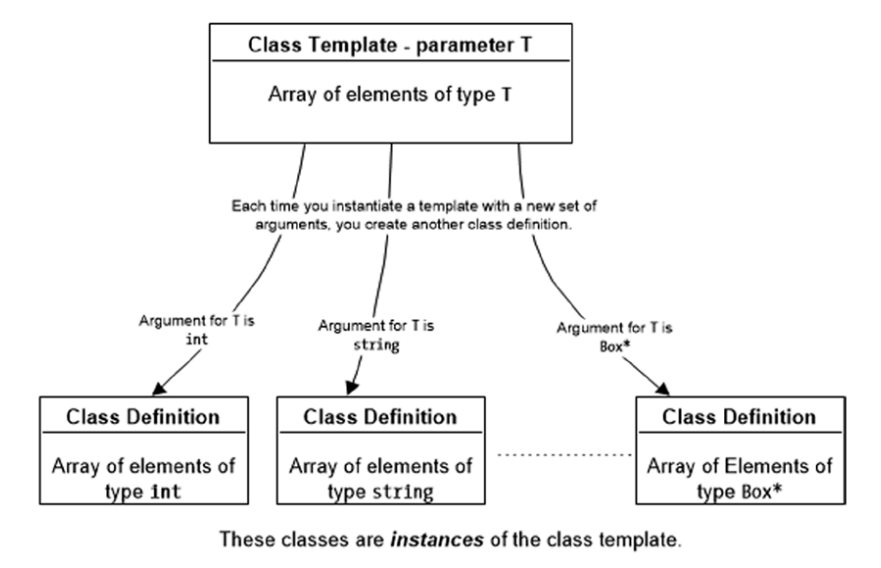 Class Template - parameter T
Array of elements of type T
Each time you instantiate a template with a new set of
arguments, you create another class definition.
Argument for T is
int
Argument for T is
string
Argument for T is
Box*
Class Definition
Array of elements of
type int
Class Definition
Array of elements of
type string
Class Definition
Array of Elements of
type Box*
These classes are instances of the class template.